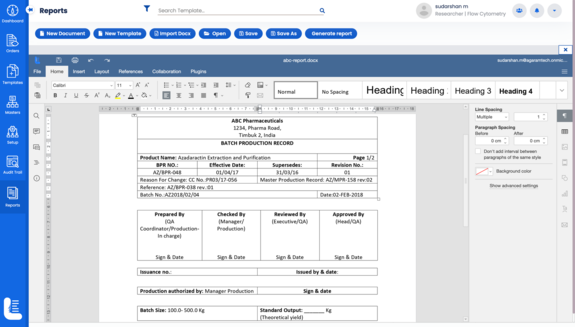 Reports
Search Template...
sudarshan m
Researcher | Flow Cytometry
Dashboard
Orders
Templates
Masters
Setup
Audit Trail
Reports
New Document
New Template
Import Docs
Open
Save
Save As
Generate report
abc-report.docx
File Home Insert Layout References Collaboration Plugins
Calibri 11
Normal
No Spacing
Heading
Heading
Heading 3
Heading 4
ABC Pharmaceuticals
1234, Pharma Road,
Timbuk 2, India
BATCH PRODUCTION RECORD
Product Name: Azadaractin Extraction and Purification Page 1/2
BPR NO.: Effective Date: Supersedes: Revision No.:
AZ/BPR-048 01/04/17 31/03/16 01
Reason For Change: CC No.:PR03/17-056 Master Production Record: AZ/MPR-158 rev:02
Reference: AZ/BPR-038 rev.:01
Batch No.:AZ2018/02/04 Date:02-FEB-2018
Prepared By Checked By Reviewed By Approved By
(QA (Manager/ (Executive/QA) (Head/QA)
Coordinator/Production- Production)
In charge)
Sign & Date Sign & Date Sign & Date Sign & Date
Issuance no.: Issued by & date:
Production authorized by: Manager Production Sign & date
Batch Size: 100.0- 500.0 Kg Standard Output: ______ Kg
(Theoretical yield)
Line Spacing
Multiple 1
Paragraph Spacing
Before After
0 cm 0 cm
Don't add interval between
paragraphs of the same style
Background color
Show advanced settings